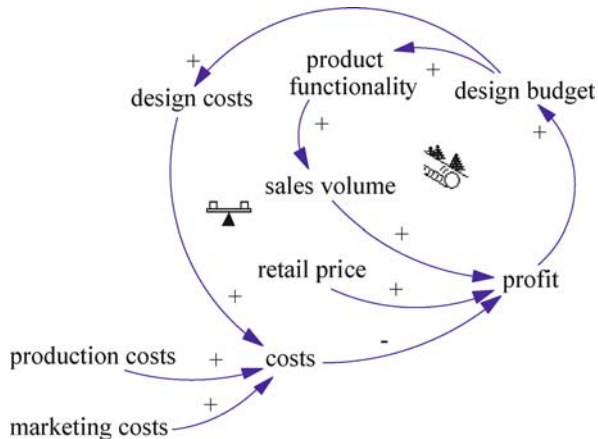 +
product
functionality
+
design costs
design budget
+
+
sales volume
+
retail price
+
profit
+
production costs
+
costs
-
+
marketing costs